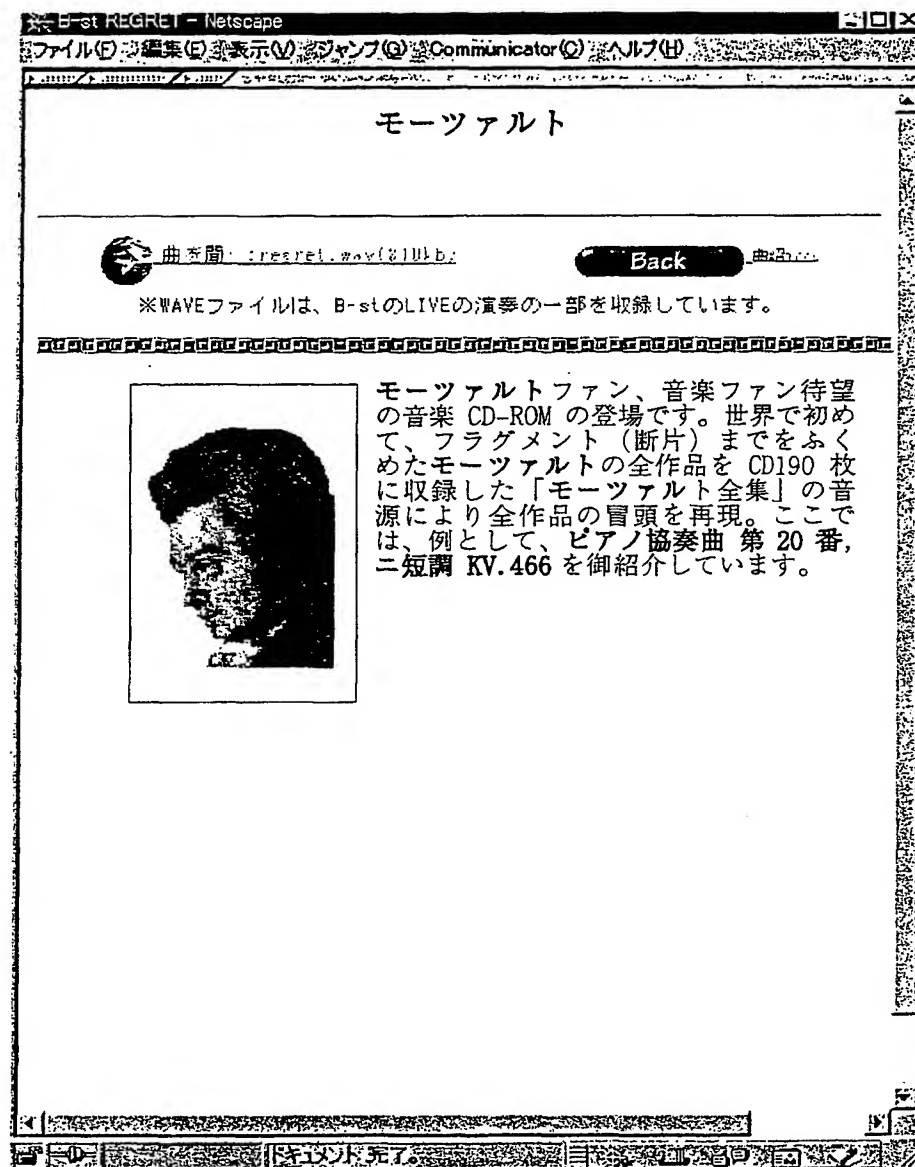 B-st REGRET - Netscape
ファイル(F) 編集(E) 表示(V) ジャンプ(G) Communicator(C) ヘルプ(H)
モーツァルト
曲を聞 regret.wav(210kb) Back
※WAVEファイルは、B-stのLIVEの演奏の一部を収録しています。
モーツァルトファン、音楽ファン待望
の音楽 CD-ROM の登場です。世界で初め
て、フラグメント (断片) までをふく
めたモーツァルトの全作品を CD190 枚
に収録した「モーツァルト全集」の音
源により全作品の冒頭を再現。ここで
は、例として、ピアノ協奏曲 第 20 番,
ニ短調 KV.466 を御紹介しています。
ドキュメント:完了。